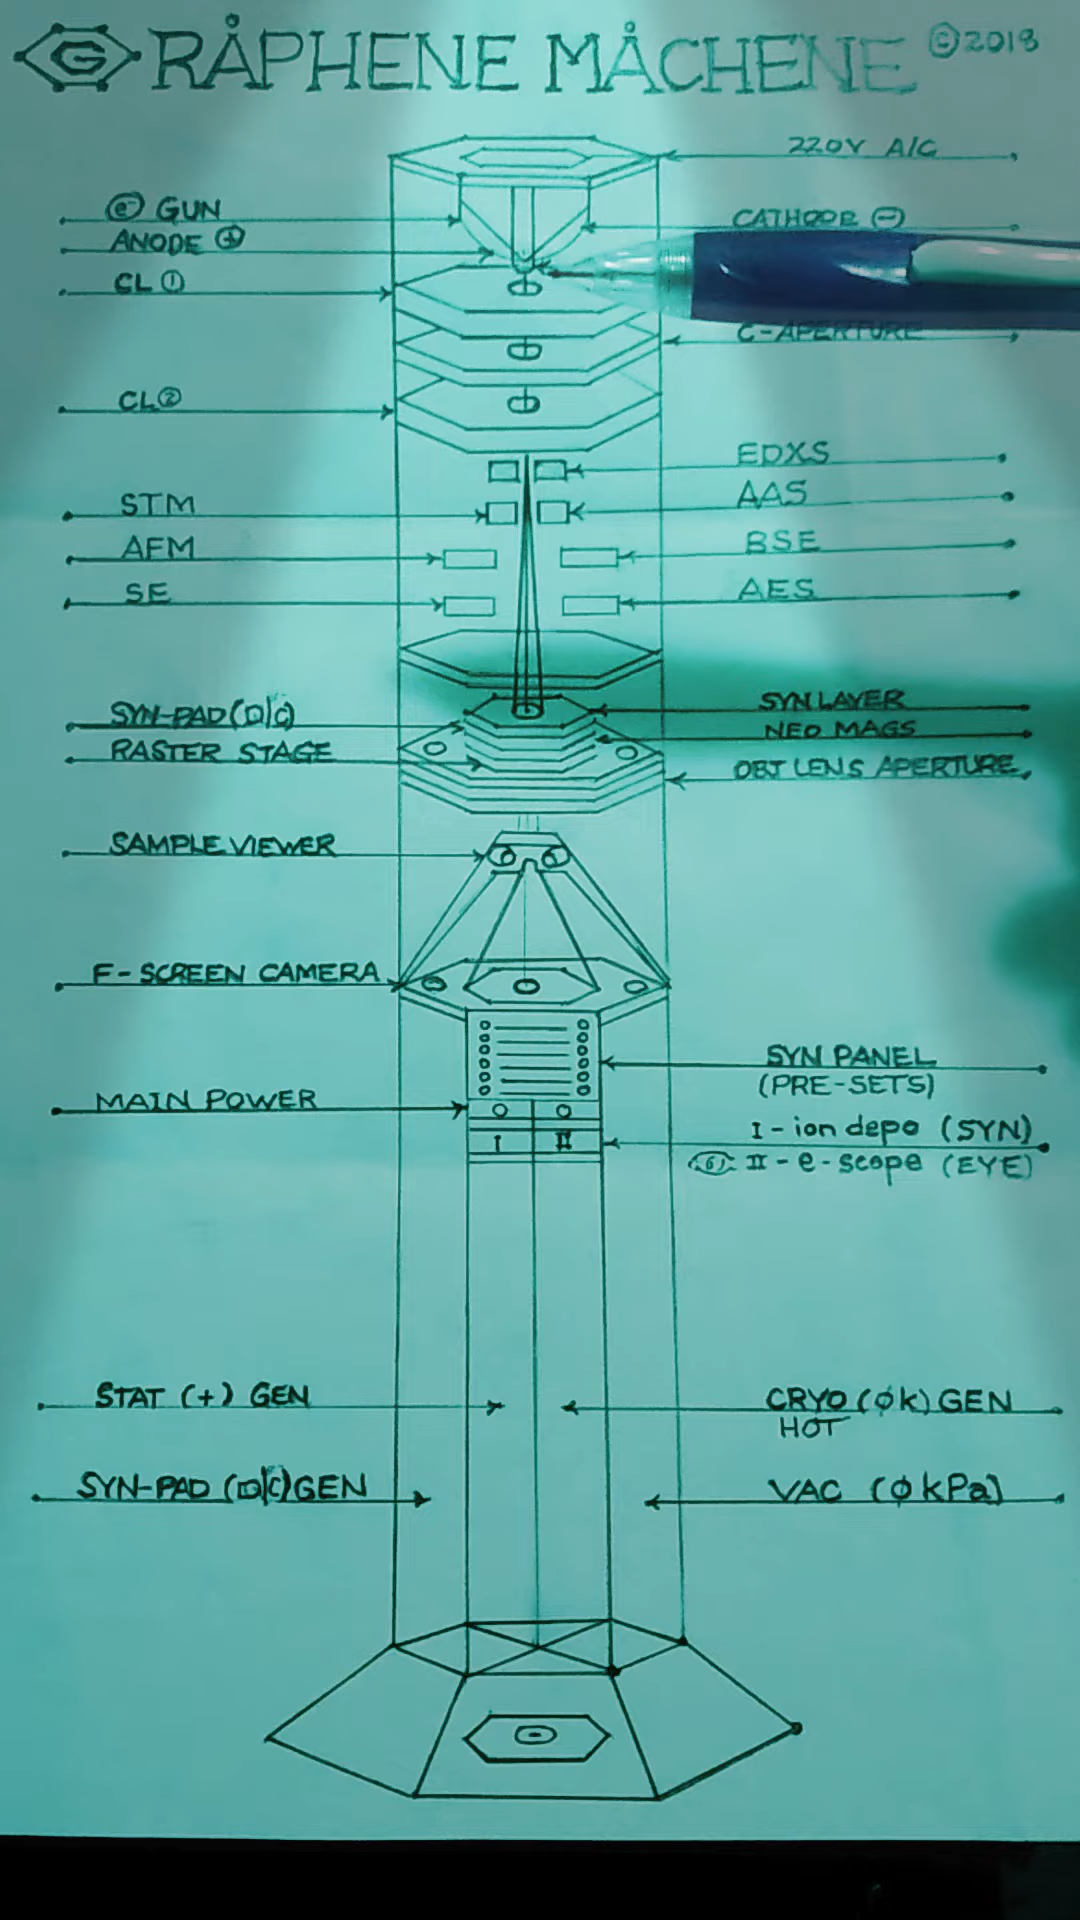 GRÅPHENE MÅCHENE ©2018
220V A/C
e⁻ GUN
CATHODE ⊖
ANODE ⊕
CL ①
C-APERTURE
CL ②
EDXS
STM
AAS
AFM
BSE
SE
AES
SYN-PAD (D|C)
SYN LAYER
NEO MAGS
RASTER STAGE
OBJ LENS APERTURE
SAMPLE VIEWER
F-SCREEN CAMERA
SYN PANEL
(PRE-SETS)
MAIN POWER
I II
I - ion depo (SYN)
G II - e-scope (EYE)
STAT (+) GEN
CRYO (øk) GEN
HOT
SYN-PAD (D|C) GEN
VAC (ø kPa)